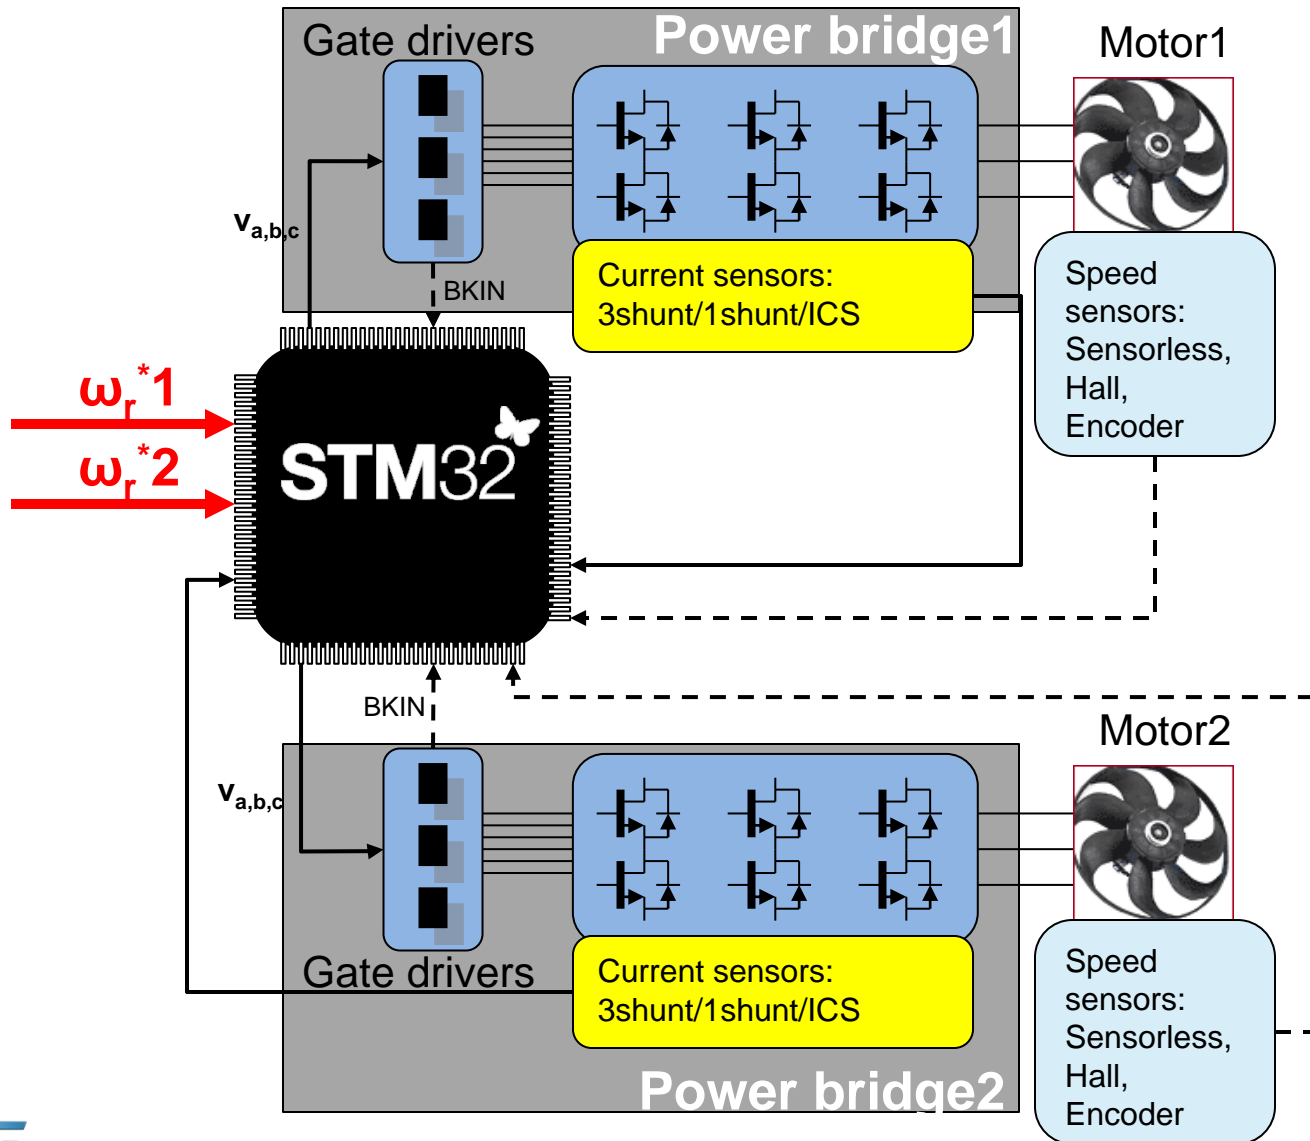 Gate drivers
Power bridge1
Motor1
v a,b,c
BKIN
Current sensors:
3shunt/1shunt/ICS
Speed
sensors:
Sensorless,
Hall,
Encoder
ωr*1
ωr*2
STM32
BKIN
Motor2
va,b,c
Gate drivers
Current sensors:
3shunt/1shunt/ICS
Speed
sensors:
Sensorless,
Hall,
Encoder
Power bridge2